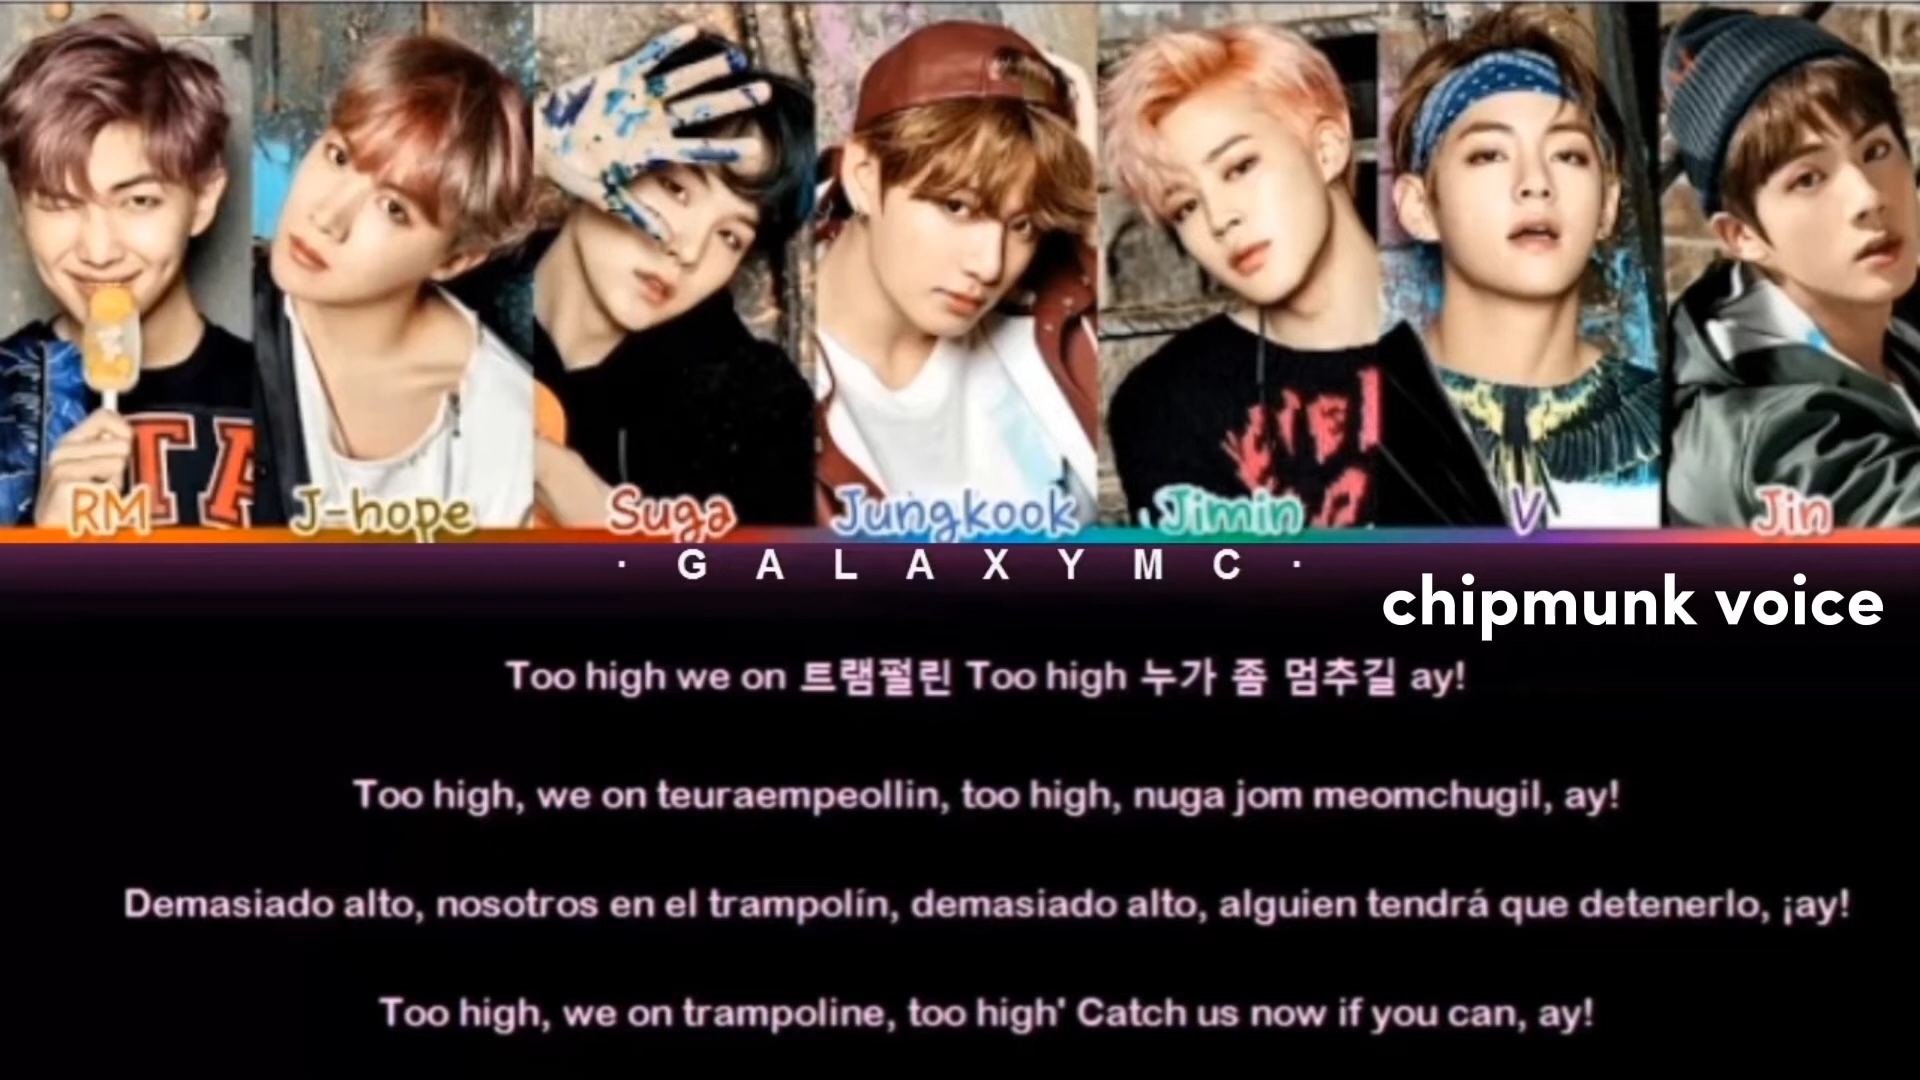 RM J-hope Suga Jungkook Jimin V Jin
· G A L A X Y M C ·
chipmunk voice
Too high we on 트램펄린 Too high 누가 좀 멈추길 ay!
Too high, we on teuraempeollin, too high, nuga jom meomchugil, ay!
Demasiado alto, nosotros en el trampolín, demasiado alto, alguien tendrá que detenerlo, ¡ay!
Too high, we on trampoline, too high' Catch us now if you can, ay!